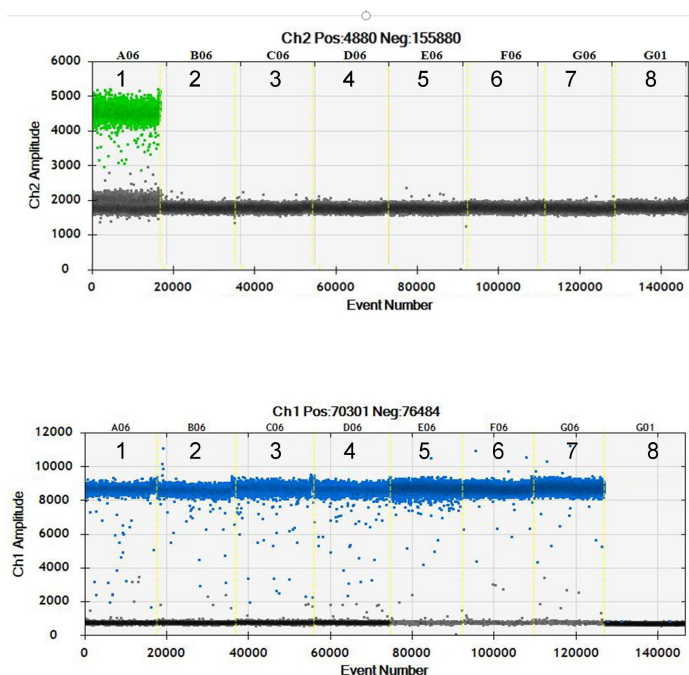 Ch2 Pos:4880 Neg:155880
A06 B06 C06 D06 E06 F06 G06 G01
1 2 3 4 5 6 7 8
6000
5000
4000
3000
2000
1000
0
Ch2 Amplitude
0 20000 40000 60000 80000 100000 120000 140000
Event Number
Ch1 Pos:70301 Neg:76484
A06 B06 C06 D06 E06 F06 G06 G01
1 2 3 4 5 6 7 8
12000
10000
8000
6000
4000
2000
0
Ch1 Amplitude
0 20000 40000 60000 80000 100000 120000 140000
Event Number